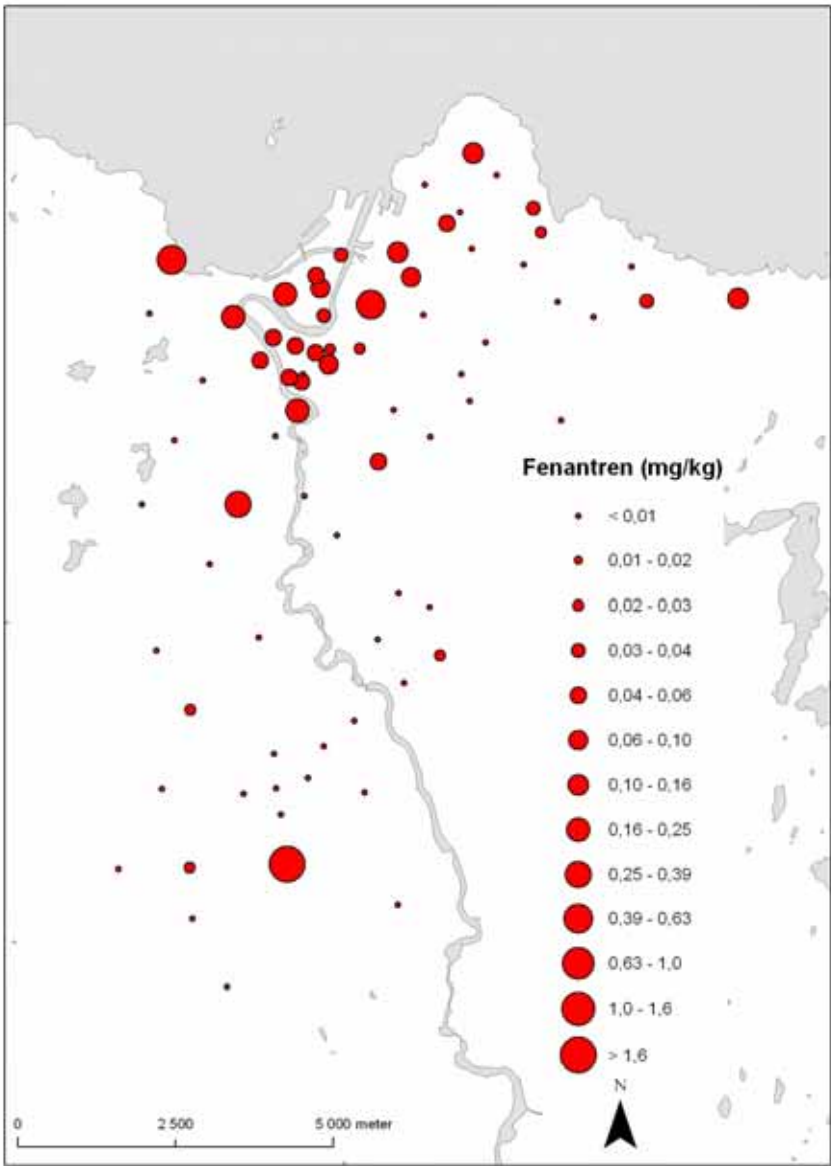 Fenantren (mg/kg)
< 0,01
0,01 - 0,02
0,02 - 0,03
0,03 - 0,04
0,04 - 0,06
0,06 - 0,10
0,10 - 0,16
0,16 - 0,25
0,25 - 0,39
0,39 - 0,63
0,63 - 1,0
1,0 - 1,6
> 1,6
N
0 2 500 5 000 meter